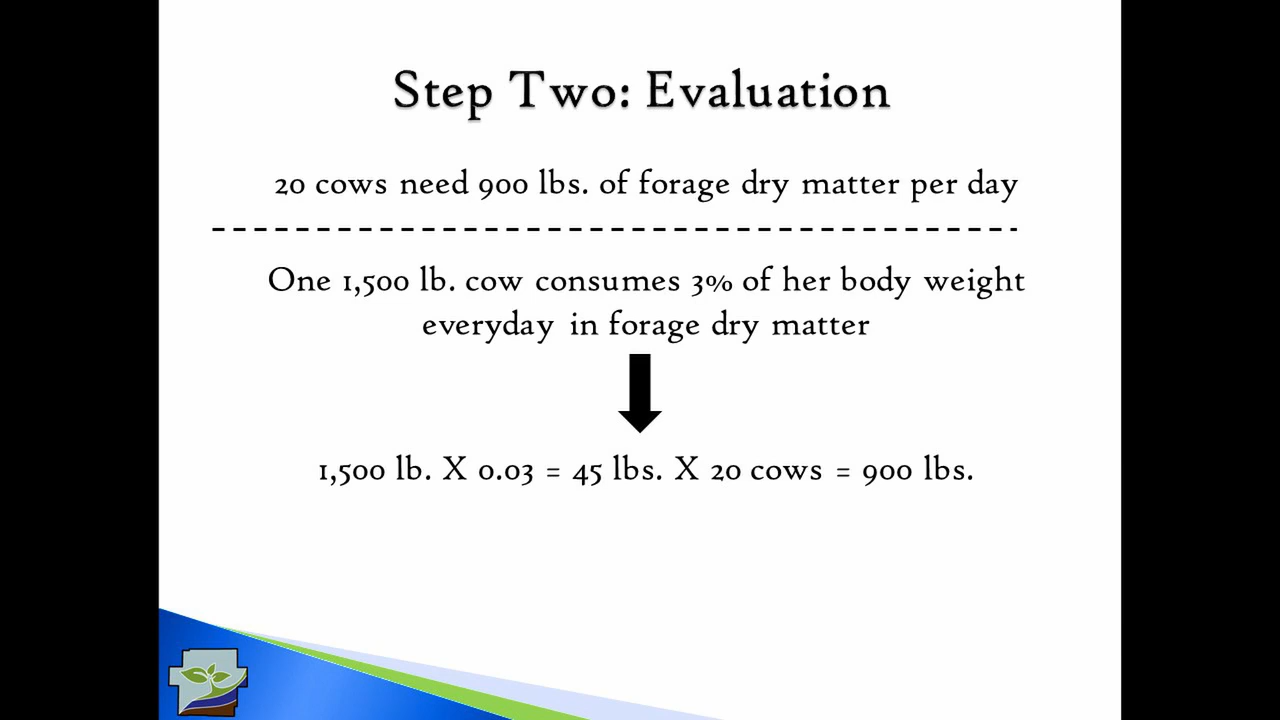 Step Two: Evaluation
20 cows need 900 lbs. of forage dry matter per day
One 1,500 lb. cow consumes 3% of her body weight
everyday in forage dry matter
1,500 lb. X 0.03 = 45 lbs. X 20 cows = 900 lbs.